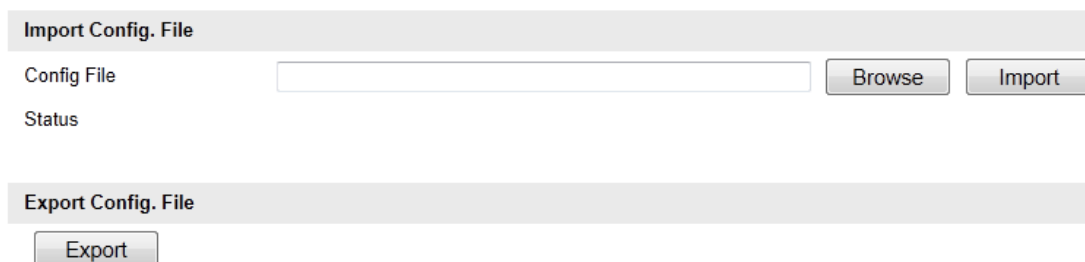 Import Config. File
Config File Browse Import
Status
Export Config. File
Export